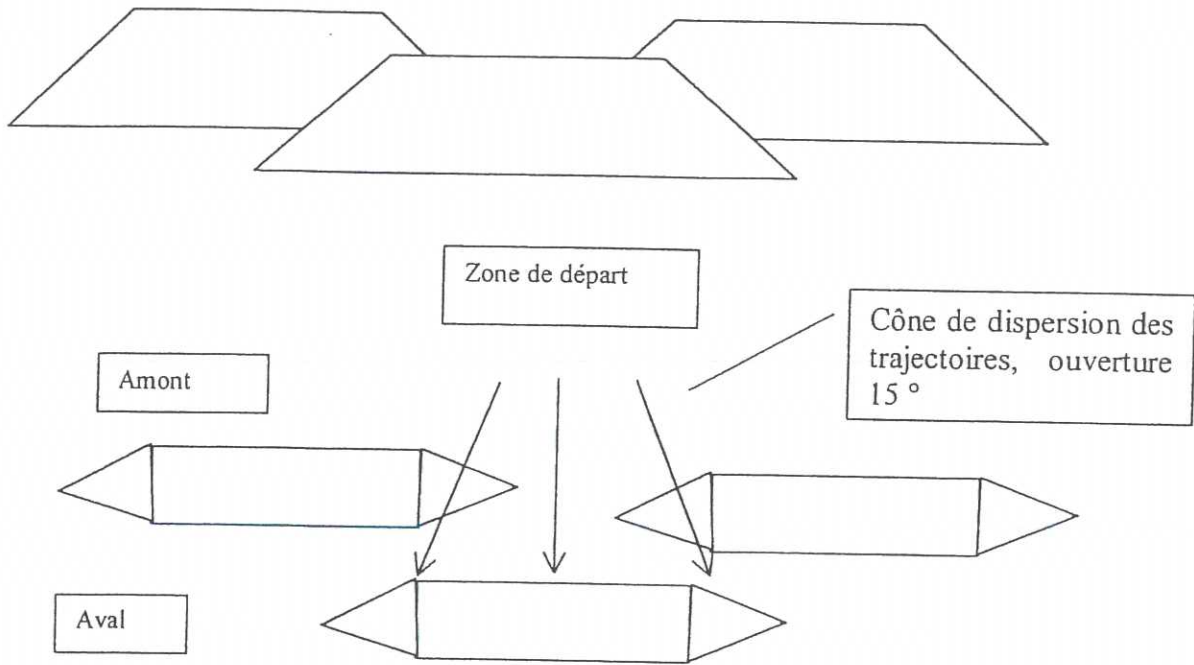 Zone de départ
Cône de dispersion des
trajectoires, ouverture
15 °
Amont
Aval